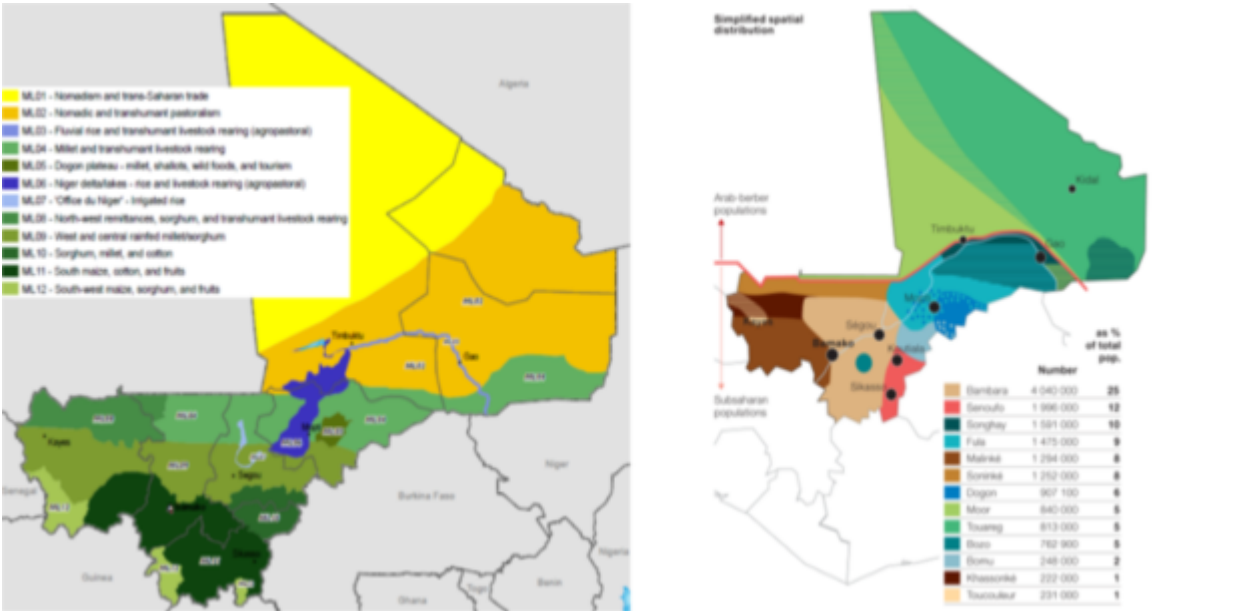 Algeria
ML01 - Nomadism and trans-Saharan trade
ML02 - Nomadic and transhumant pastoralism
ML03 - Fluvial rice and transhumant livestock rearing (agropastoral)
ML04 - Millet and transhumant livestock rearing
ML05 - Dogon plateau - millet, shallots, wild foods, and tourism
ML06 - Niger delta/lakes - rice and livestock rearing (agropastoral)
ML07 - 'Office du Niger' - Irrigated rice
ML08 - North-west remittances, sorghum, and transhumant livestock rearing
ML09 - West and central rainfed millet/sorghum
ML10 - Sorghum, millet, and cotton
ML11 - South maize, cotton, and fruits
ML12 - South-west maize, sorghum, and fruits
Timbuktu
Gao
Kayes
Segou
Senegal
Niger
Burkina Faso
Guinea
Nigeria
Benin
Togo
Ghana
Simplified spatial
distribution
Kidal
Arab-berber
populations
Timbuktu
Gao
Mopti
Ségou
Bamako
Koutiala
Sikasso
Subsaharan
populations
as %
of total
pop.
Number
Bambara 4 040 000 25
Senoufo 1 996 000 12
Songhay 1 591 000 10
Fula 1 475 000 9
Malinké 1 294 000 8
Soninké 1 252 000 8
Dogon 907 100 6
Moor 840 000 5
Touareg 813 000 5
Bozo 762 900 5
Bomu 248 000 2
Khassonké 222 000 1
Toucouleur 231 000 1